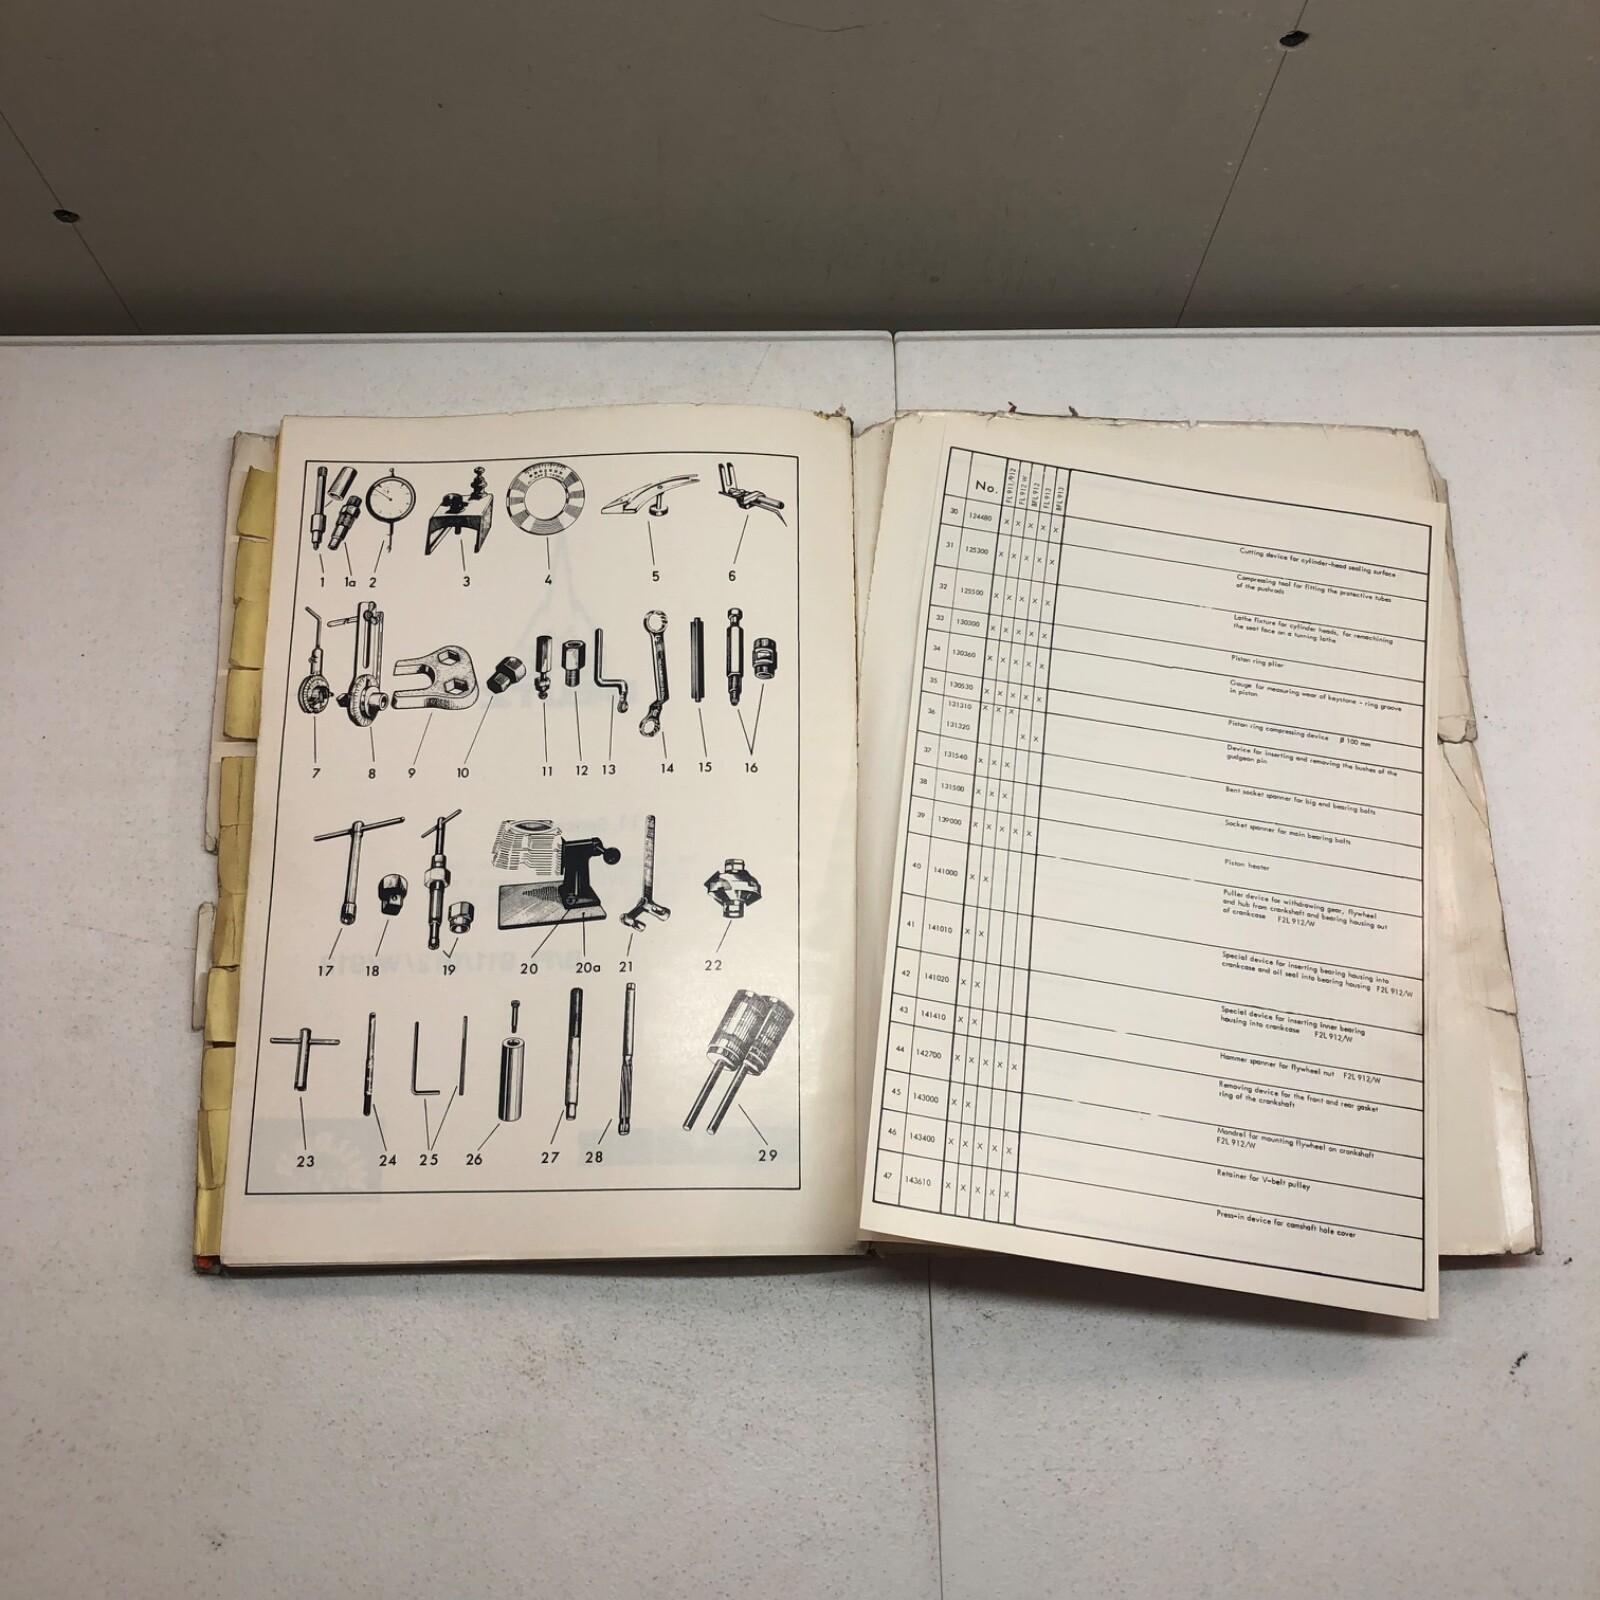 1 1a 2 3 4 5 6
7 8 9 10 11 12 13 14 15 16
17 18 19 20 20a 21 22
23 24 25 26 27 28 29
No. FL 911/912 FL 912 W BFL 912 FL 913 BFL 913
30 124480 X X X X X Cutting device for cylinder-head sealing surface
31 125300 X X X X X Compressing tool for fitting the protective tubes
of the pushrods
32 125500 X X X X X Lathe fixture for cylinder heads, for remachining
the seat face on a turning lathe
33 130300 X X X X X Piston ring plier
34 130360 X X X X X Gauge for measuring wear of keystone - ring groove
in piston
35 130530 X X X X X Piston ring compressing device Ø 100 mm
36 131310 X X X Device for inserting and removing the bushes of the
131320 X X gudgeon pin
37 131540 X X X Bent socket spanner for big end bearing bolts
38 131500 X X X Socket spanner for main bearing bolts
39 139000 X X X X X Piston heater
40 141000 X X Puller device for withdrawing gear, flywheel
and hub from crankshaft and bearing housing out
of crankcase F2L 912/W
41 141010 X X Special device for inserting bearing housing into
crankcase and oil seal into bearing housing F2L 912/W
42 141020 X X Special device for inserting inner bearing
housing into crankcase F2L 912/W
43 141410 X X Hammer spanner for flywheel nut F2L 912/W
44 142700 X X X X X Removing device for the front and rear gasket
ring of the crankshaft
45 143000 X X Mandrel for mounting flywheel on crankshaft
F2L 912/W
46 143400 X X X X X Retainer for V-belt pulley
47 143610 X X X X X Press-in device for camshaft hole cover